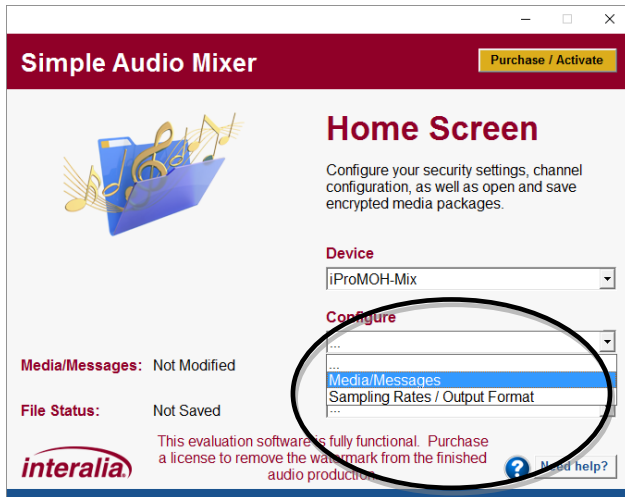 Simple Audio Mixer
Purchase / Activate
Home Screen
Configure your security settings, channel
configuration, as well as open and save
encrypted media packages.
Device
iProMOH-Mix
Configure
...
...
Media/Messages
Sampling Rates / Output Format
...
Media/Messages: Not Modified
File Status: Not Saved
This evaluation software is fully functional. Purchase
a license to remove the watermark from the finished
audio production.
interalia
Need help?